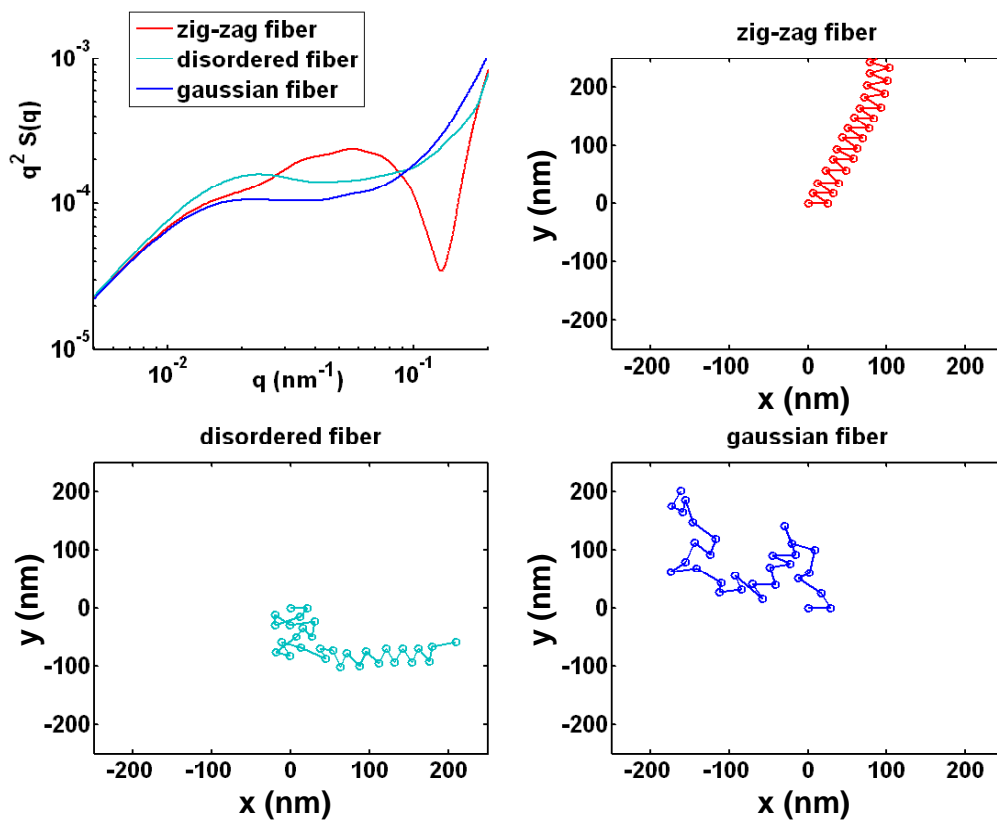 zig-zag fiber
disordered fiber
gaussian fiber
10^-3
10^-4
10^-5
q^2 S(q)
10^-2
10^-1
q (nm^-1)
zig-zag fiber
200
100
0
-100
-200
y (nm)
-200 -100 0 100 200
x (nm)
disordered fiber
200
100
0
-100
-200
y (nm)
-200 -100 0 100 200
x (nm)
gaussian fiber
200
100
0
-100
-200
y (nm)
-200 -100 0 100 200
x (nm)